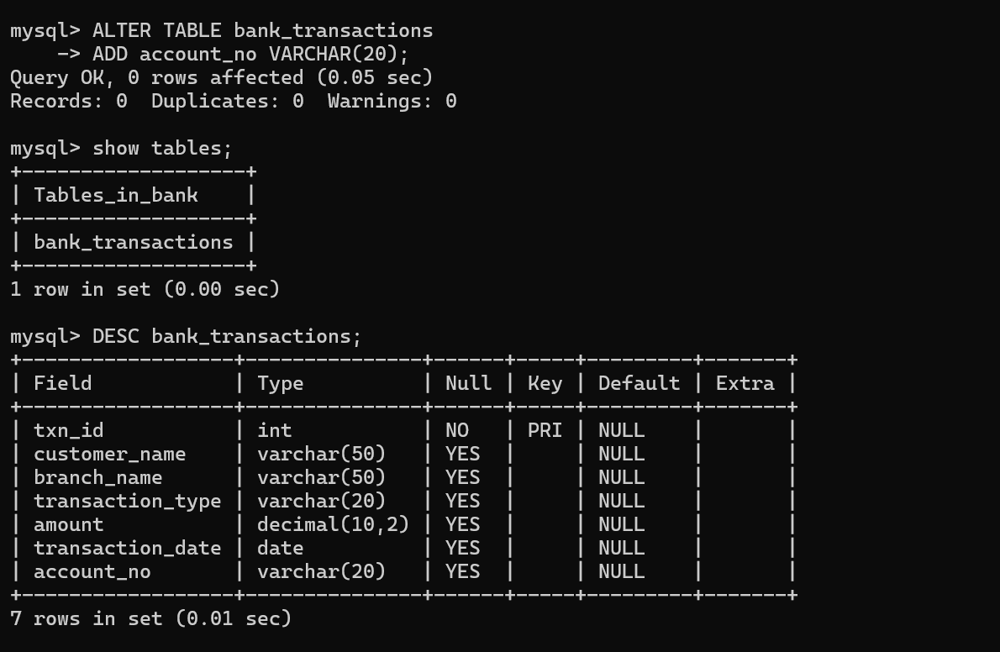 mysql> ALTER TABLE bank_transactions
    -> ADD account_no VARCHAR(20);
Query OK, 0 rows affected (0.05 sec)
Records: 0  Duplicates: 0  Warnings: 0

mysql> show tables;
+-------------------+
| Tables_in_bank    |
+-------------------+
| bank_transactions |
+-------------------+
1 row in set (0.00 sec)

mysql> DESC bank_transactions;
+------------------+---------------+------+-----+---------+-------+
| Field            | Type          | Null | Key | Default | Extra |
+------------------+---------------+------+-----+---------+-------+
| txn_id           | int           | NO   | PRI | NULL    |       |
| customer_name    | varchar(50)   | YES  |     | NULL    |       |
| branch_name      | varchar(50)   | YES  |     | NULL    |       |
| transaction_type | varchar(20)   | YES  |     | NULL    |       |
| amount           | decimal(10,2) | YES  |     | NULL    |       |
| transaction_date | date          | YES  |     | NULL    |       |
| account_no       | varchar(20)   | YES  |     | NULL    |       |
+------------------+---------------+------+-----+---------+-------+
7 rows in set (0.01 sec)